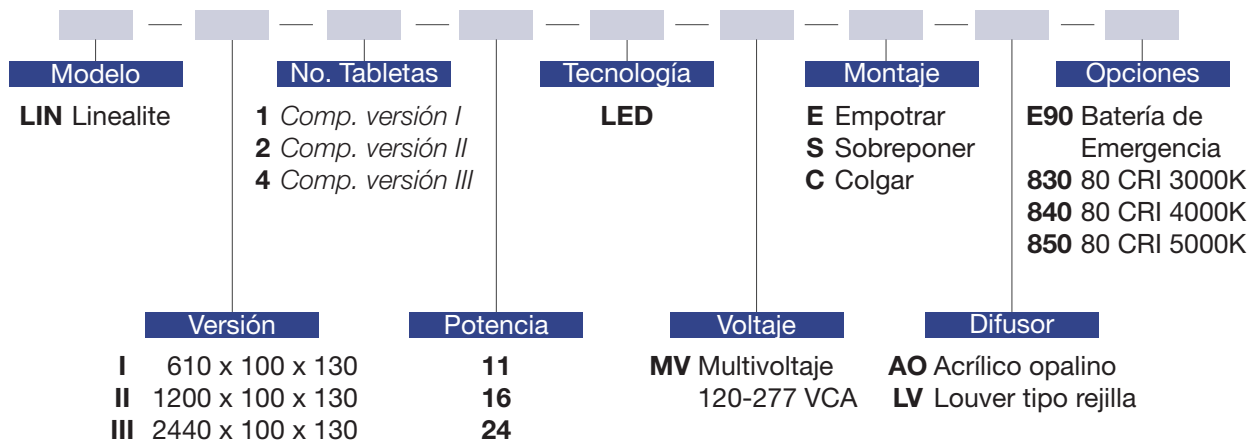 Modelo
LIN Linealite
No. Tabletas
1 Comp. versión I
2 Comp. versión II
4 Comp. versión III
Tecnología
LED
Montaje
E Empotrar
S Sobreponer
C Colgar
Opciones
E90 Batería de
Emergencia
830 80 CRI 3000K
840 80 CRI 4000K
850 80 CRI 5000K
Versión
I 610 x 100 x 130
II 1200 x 100 x 130
III 2440 x 100 x 130
Potencia
11
16
24
Voltaje
MV Multivoltaje
120-277 VCA
Difusor
AO Acrílico opalino
LV Louver tipo rejilla